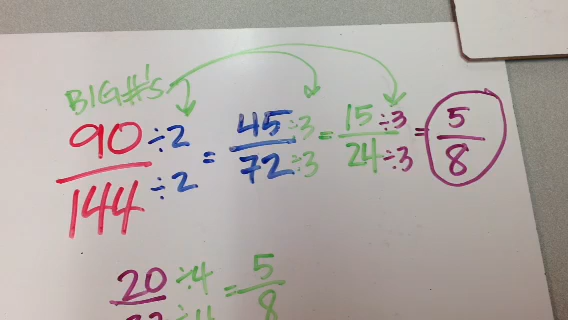 BIG #'s
90/144 ÷2/÷2 = 45/72 ÷3/÷3 = 15/24 ÷3/÷3 = 5/8
20 ÷4 = 5/8